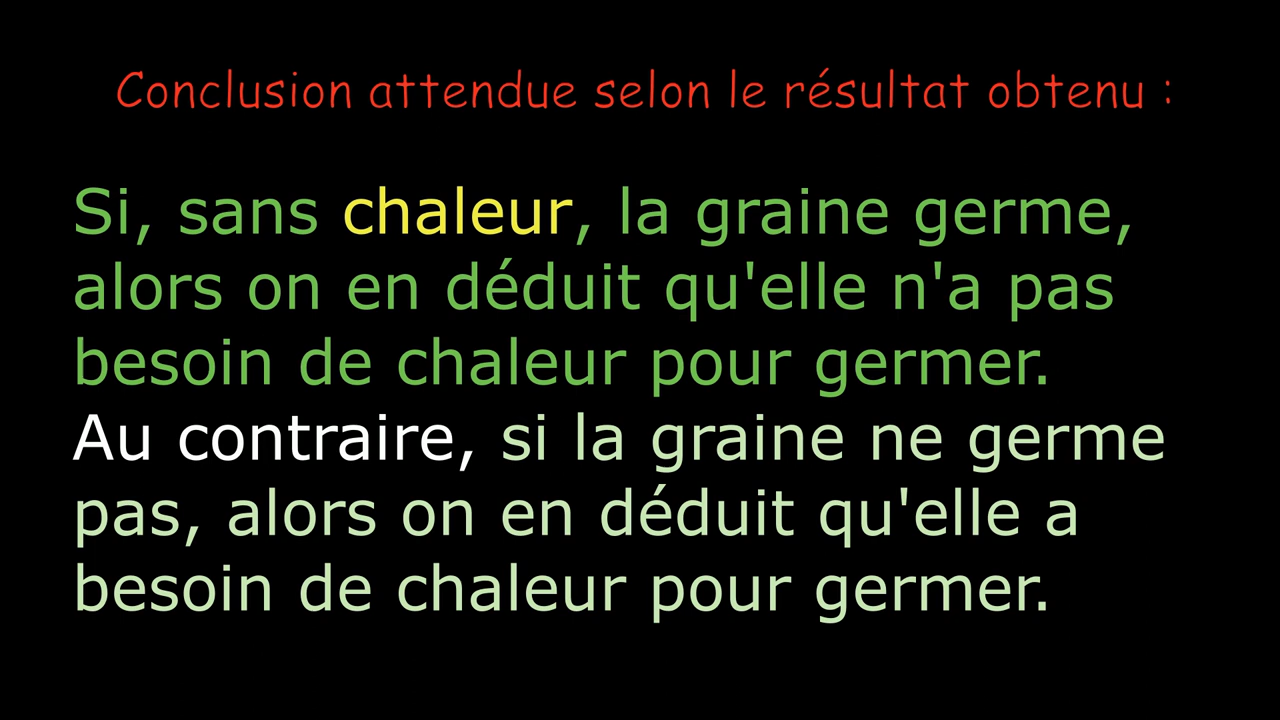 Conclusion attendue selon le résultat obtenu :
Si, sans chaleur, la graine germe,
alors on en déduit qu'elle n'a pas
besoin de chaleur pour germer.
Au contraire, si la graine ne germe
pas, alors on en déduit qu'elle a
besoin de chaleur pour germer.